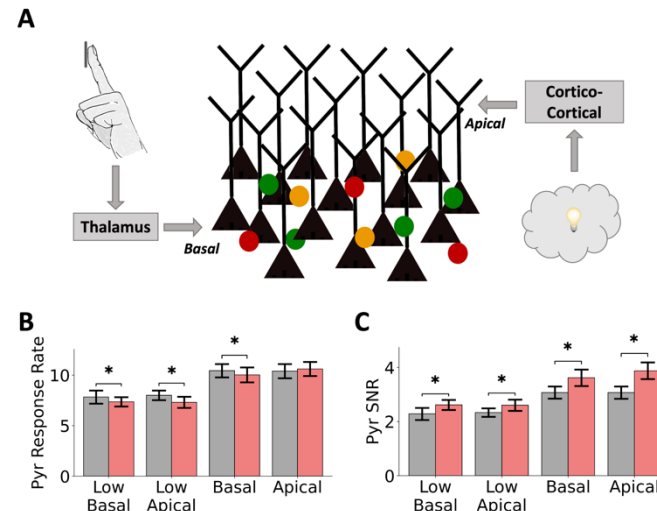 A
Cortico-
Cortical
Apical
Thalamus
Basal
B
C
Pyr Response Rate
10
5
0
*
*
*
Low
Basal
Low
Apical
Basal
Apical
Pyr SNR
4
2
0
*
*
*
*
Low
Basal
Low
Apical
Basal
Apical